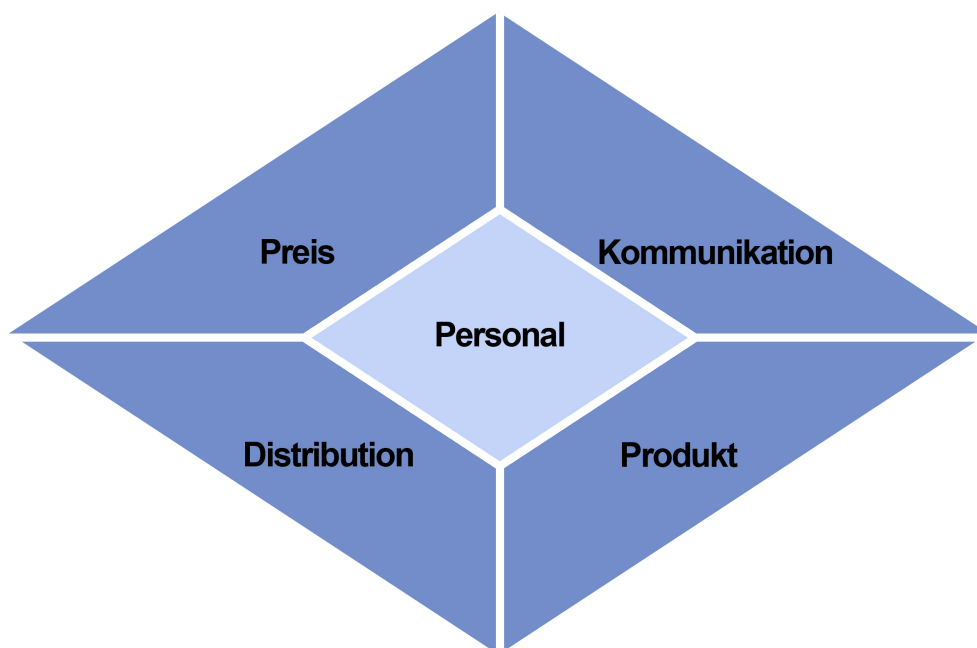 Preis
Kommunikation
Personal
Distribution
Produkt